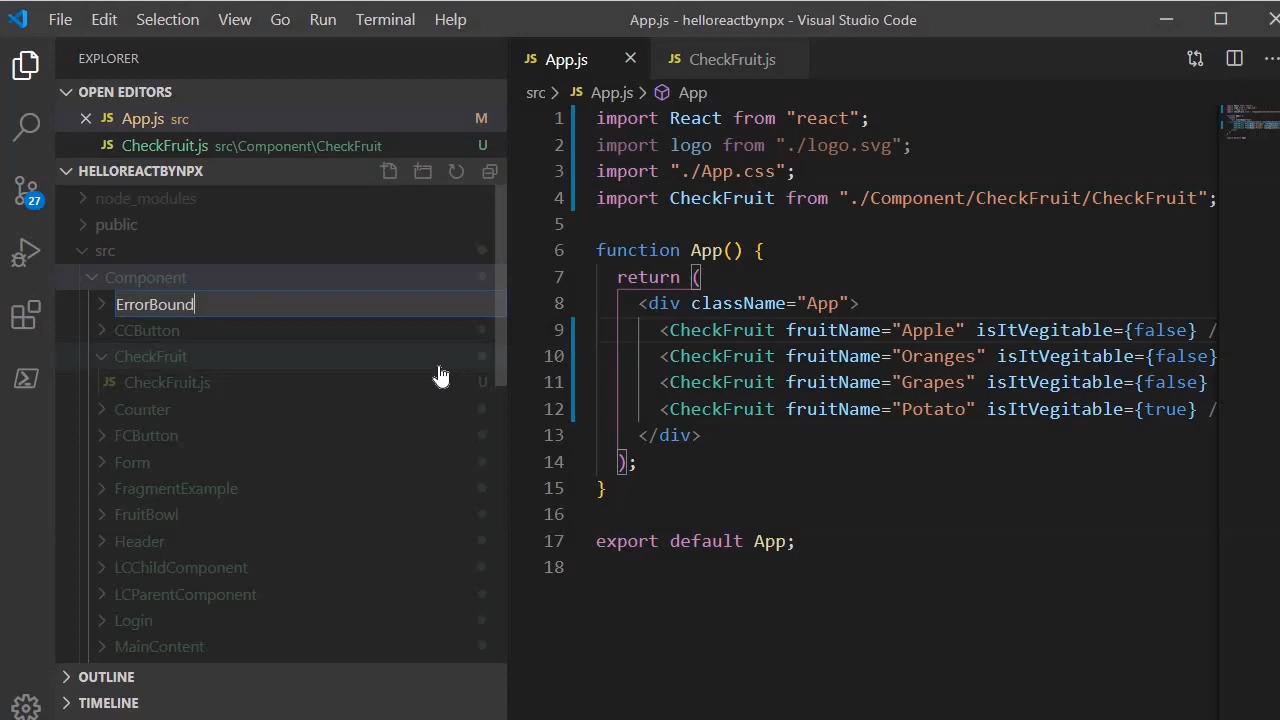 File Edit Selection View Go Run Terminal Help App.js - helloreactbynpx - Visual Studio Code
EXPLORER
OPEN EDITORS
App.js src M
CheckFruit.js src\Component\CheckFruit U
HELLOREACTBYNPX
node_modules
public
src
Component
ErrorBound
CCButton
CheckFruit
CheckFruit.js U
Counter
FCButton
Form
FragmentExample
FruitBowl
Header
LCChildComponent
LCParentComponent
Login
MainContent
OUTLINE
TIMELINE
27
JS App.js JS CheckFruit.js
src > JS App.js > App
1 import React from "react";
2 import logo from "./logo.svg";
3 import "./App.css";
4 import CheckFruit from "./Component/CheckFruit/CheckFruit";
5
6 function App() {
7 return (
8 <div className="App">
9 <CheckFruit fruitName="Apple" isItVegitable={false} /
10 <CheckFruit fruitName="Oranges" isItVegitable={false}
11 <CheckFruit fruitName="Grapes" isItVegitable={false}
12 <CheckFruit fruitName="Potato" isItVegitable={true} /
13 </div>
14 );
15 }
16
17 export default App;
18